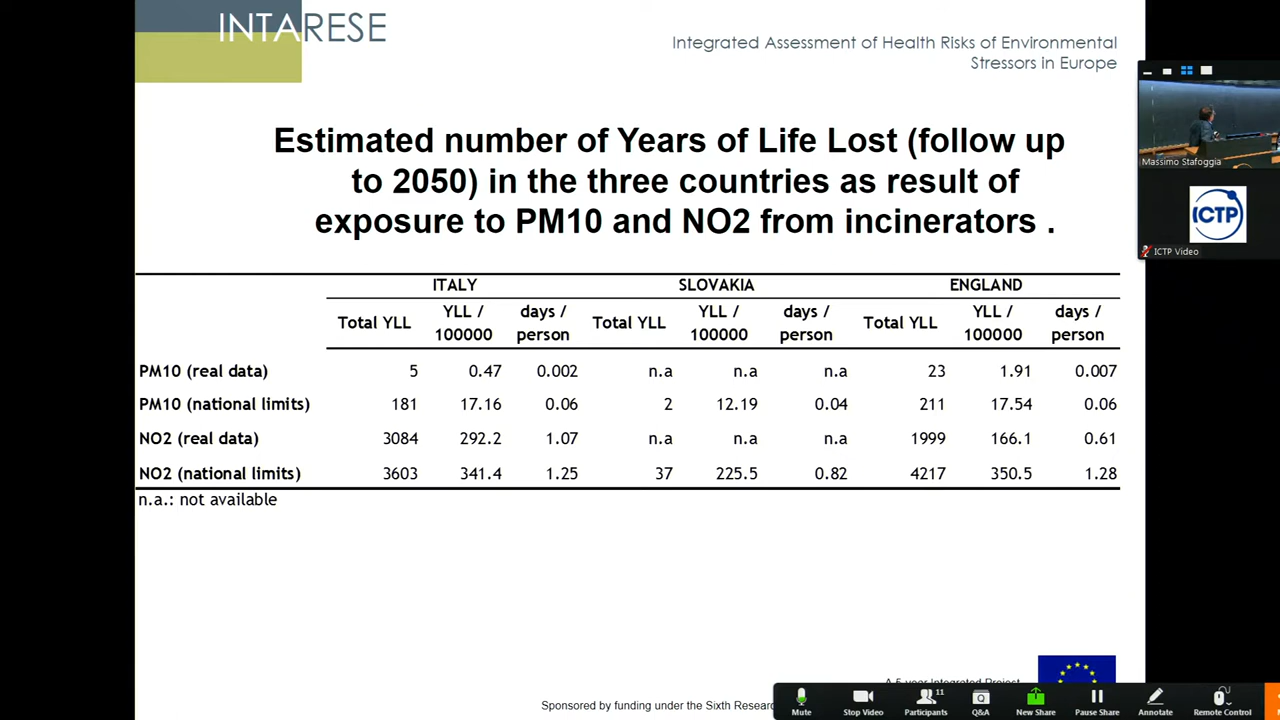 INTARESE
Integrated Assessment of Health Risks of Environmental
Stressors in Europe
Estimated number of Years of Life Lost (follow up
to 2050) in the three countries as result of
exposure to PM10 and NO2 from incinerators .
ITALY SLOVAKIA ENGLAND
Total YLL YLL / 100000 days / person Total YLL YLL / 100000 days / person Total YLL YLL / 100000 days / person
PM10 (real data) 5 0.47 0.002 n.a n.a n.a 23 1.91 0.007
PM10 (national limits) 181 17.16 0.06 2 12.19 0.04 211 17.54 0.06
NO2 (real data) 3084 292.2 1.07 n.a n.a n.a 1999 166.1 0.61
NO2 (national limits) 3603 341.4 1.25 37 225.5 0.82 4217 350.5 1.28
n.a.: not available
A 5-year Integrated Project
Sponsored by funding under the Sixth Researc
Massimo Stafoggia
ICTP
ICTP Video
Mute Stop Video Participants 11 Q&A New Share Pause Share Annotate Remote Control